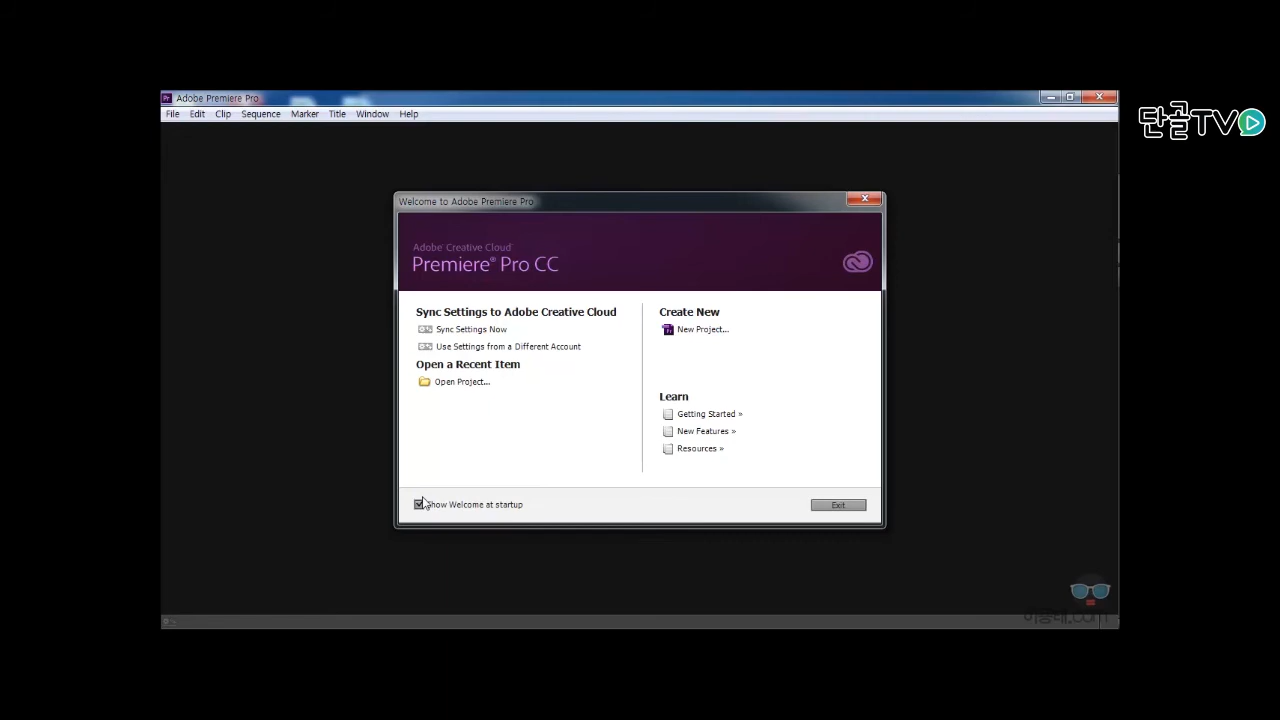 Adobe Premiere Pro
단골TV
File Edit Clip Sequence Marker Title Window Help
Welcome to Adobe Premiere Pro
Adobe® Creative Cloud™
Premiere® Pro CC
Sync Settings to Adobe Creative Cloud
Sync Settings Now
Use Settings from a Different Account
Open a Recent Item
Open Project...
Create New
New Project...
Learn
Getting Started »
New Features »
Resources »
Show Welcome at startup
Exit